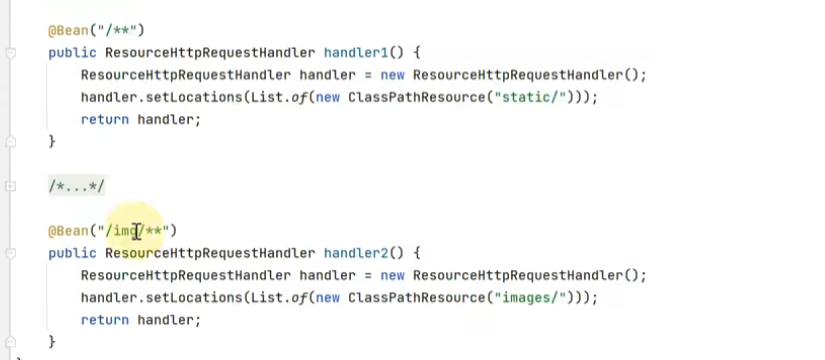 @Bean("/**")
public ResourceHttpRequestHandler handler1() {
ResourceHttpRequestHandler handler = new ResourceHttpRequestHandler();
handler.setLocations(List.of(new ClassPathResource("static/")));
return handler;
}
/*...*/
@Bean("/img/**")
public ResourceHttpRequestHandler handler2() {
ResourceHttpRequestHandler handler = new ResourceHttpRequestHandler();
handler.setLocations(List.of(new ClassPathResource("images/")));
return handler;
}